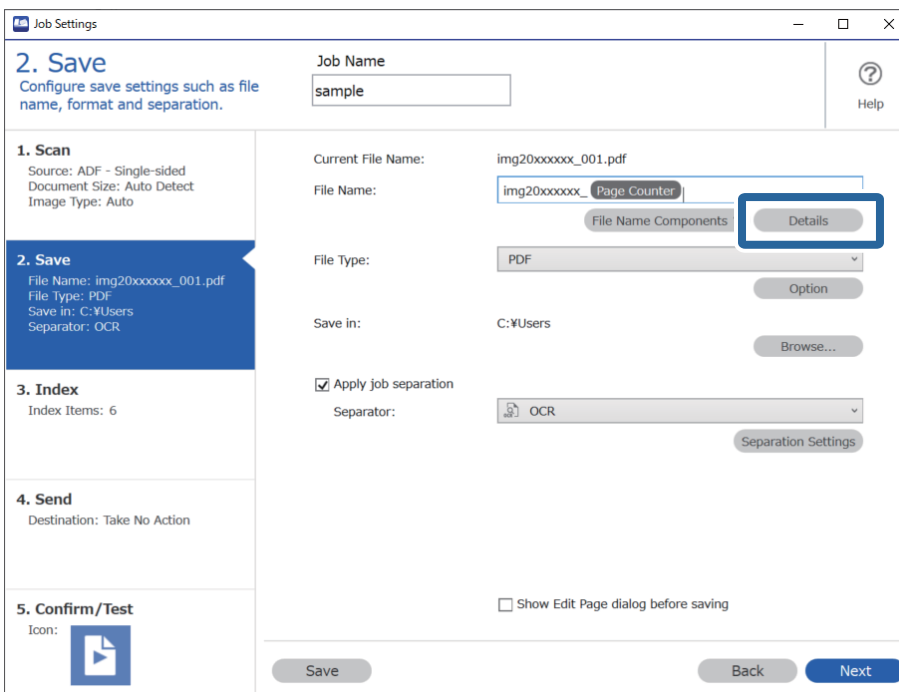 Job Settings
2. Save
Configure save settings such as file
name, format and separation.
Job Name
sample
Help
1. Scan
Source: ADF - Single-sided
Document Size: Auto Detect
Image Type: Auto
2. Save
File Name: img20xxxxxx_001.pdf
File Type: PDF
Save in: C:¥Users
Separator: OCR
3. Index
Index Items: 6
4. Send
Destination: Take No Action
5. Confirm/Test
Icon:
Current File Name: img20xxxxxx_001.pdf
File Name: img20xxxxxx_ Page Counter
File Name Components Details
File Type: PDF
Option
Save in: C:¥Users
Browse...
Apply job separation
Separator: OCR
Separation Settings
Show Edit Page dialog before saving
Save Back Next